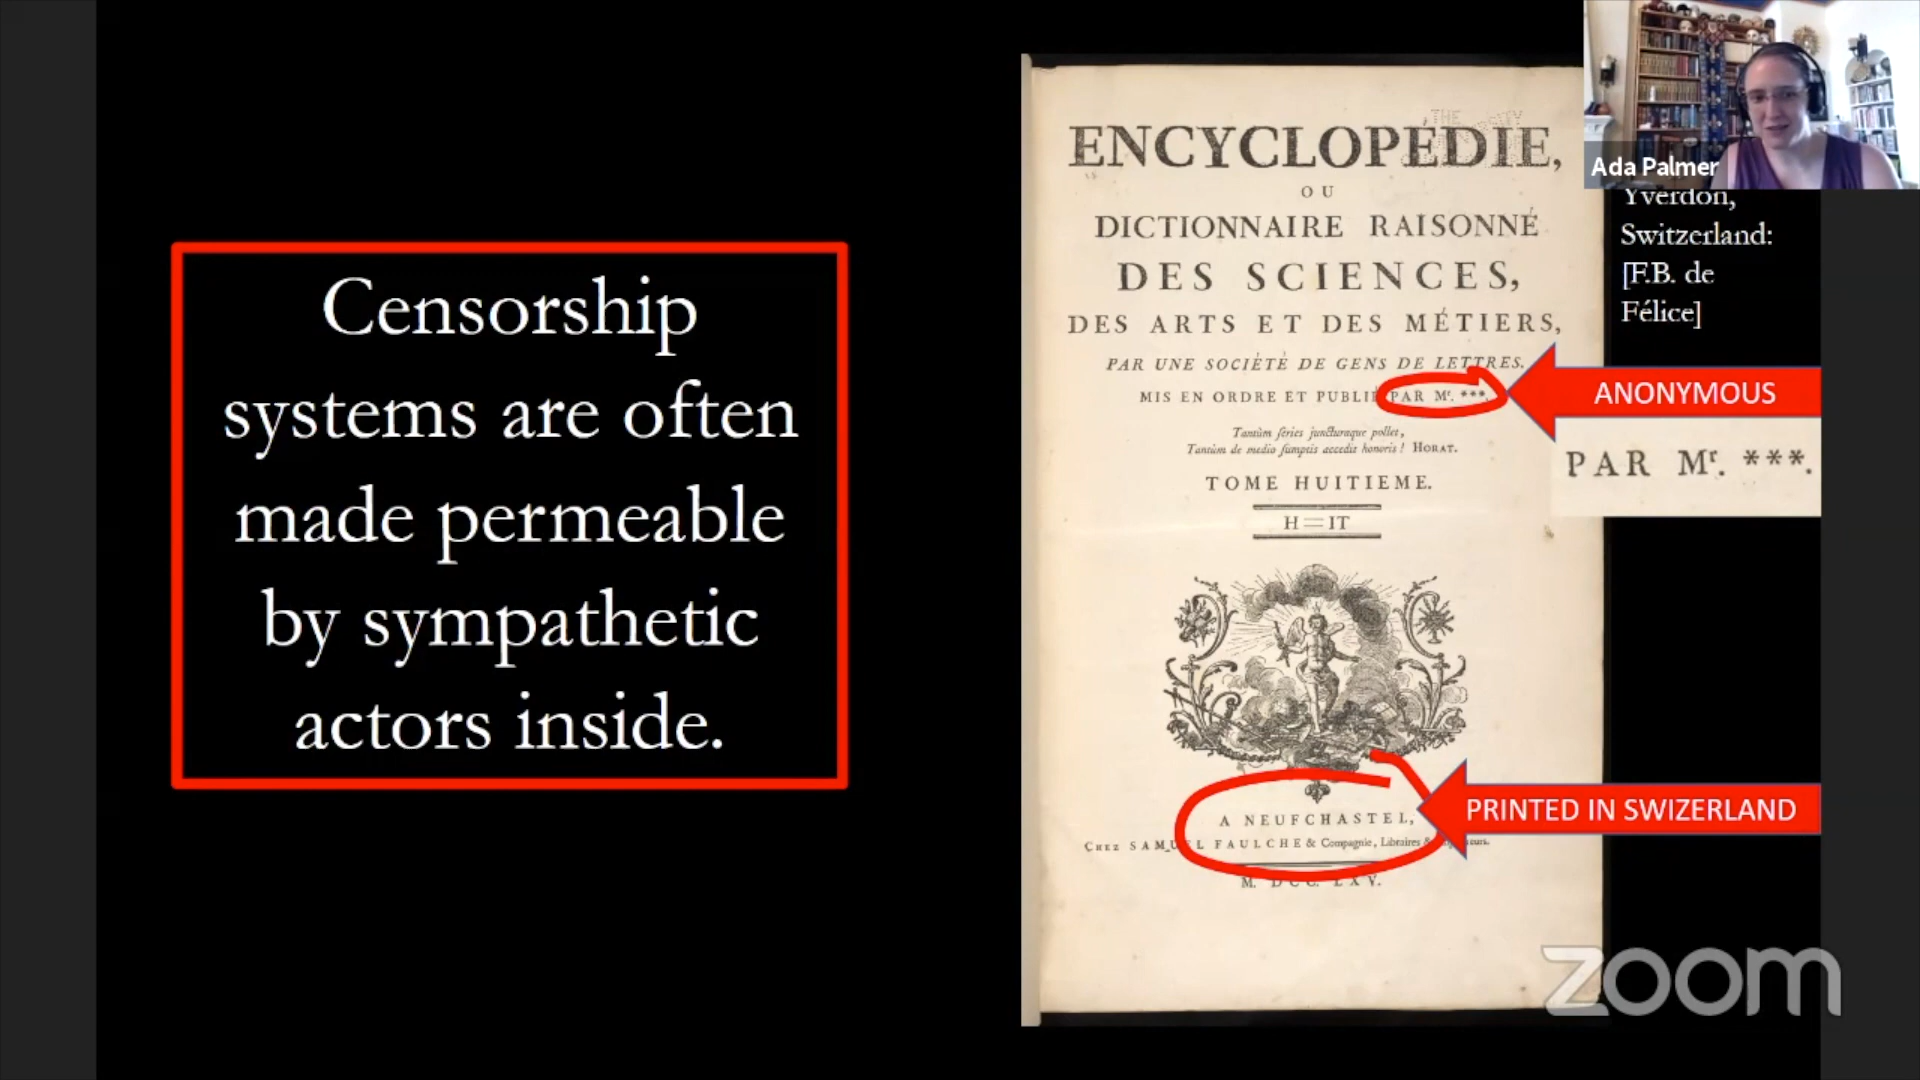 Censorship
systems are often
made permeable
by sympathetic
actors inside.
ENCYCLOPÉDIE,
OU
DICTIONNAIRE RAISONNÉ
DES SCIENCES,
DES ARTS ET DES MÉTIERS,
PAR UNE SOCIÉTÉ DE GENS DE LETTRES.
MIS EN ORDRE ET PUBLIÉ PAR Mr. ***.
Tantùm series juncturaque pollet,
Tantùm de medio sumptis accedit honoris! HORAT.
TOME HUITIEME.
H=IT
A NEUFCHASTEL,
CHEZ SAMUEL FAULCHE & Compagnie, Libraires &
M. DCC. LXV.
Ada Palmer
Yverdon,
Switzerland:
[F.B. de
Félice]
ANONYMOUS
PAR Mr. ***.
PRINTED IN SWIZERLAND
zoom